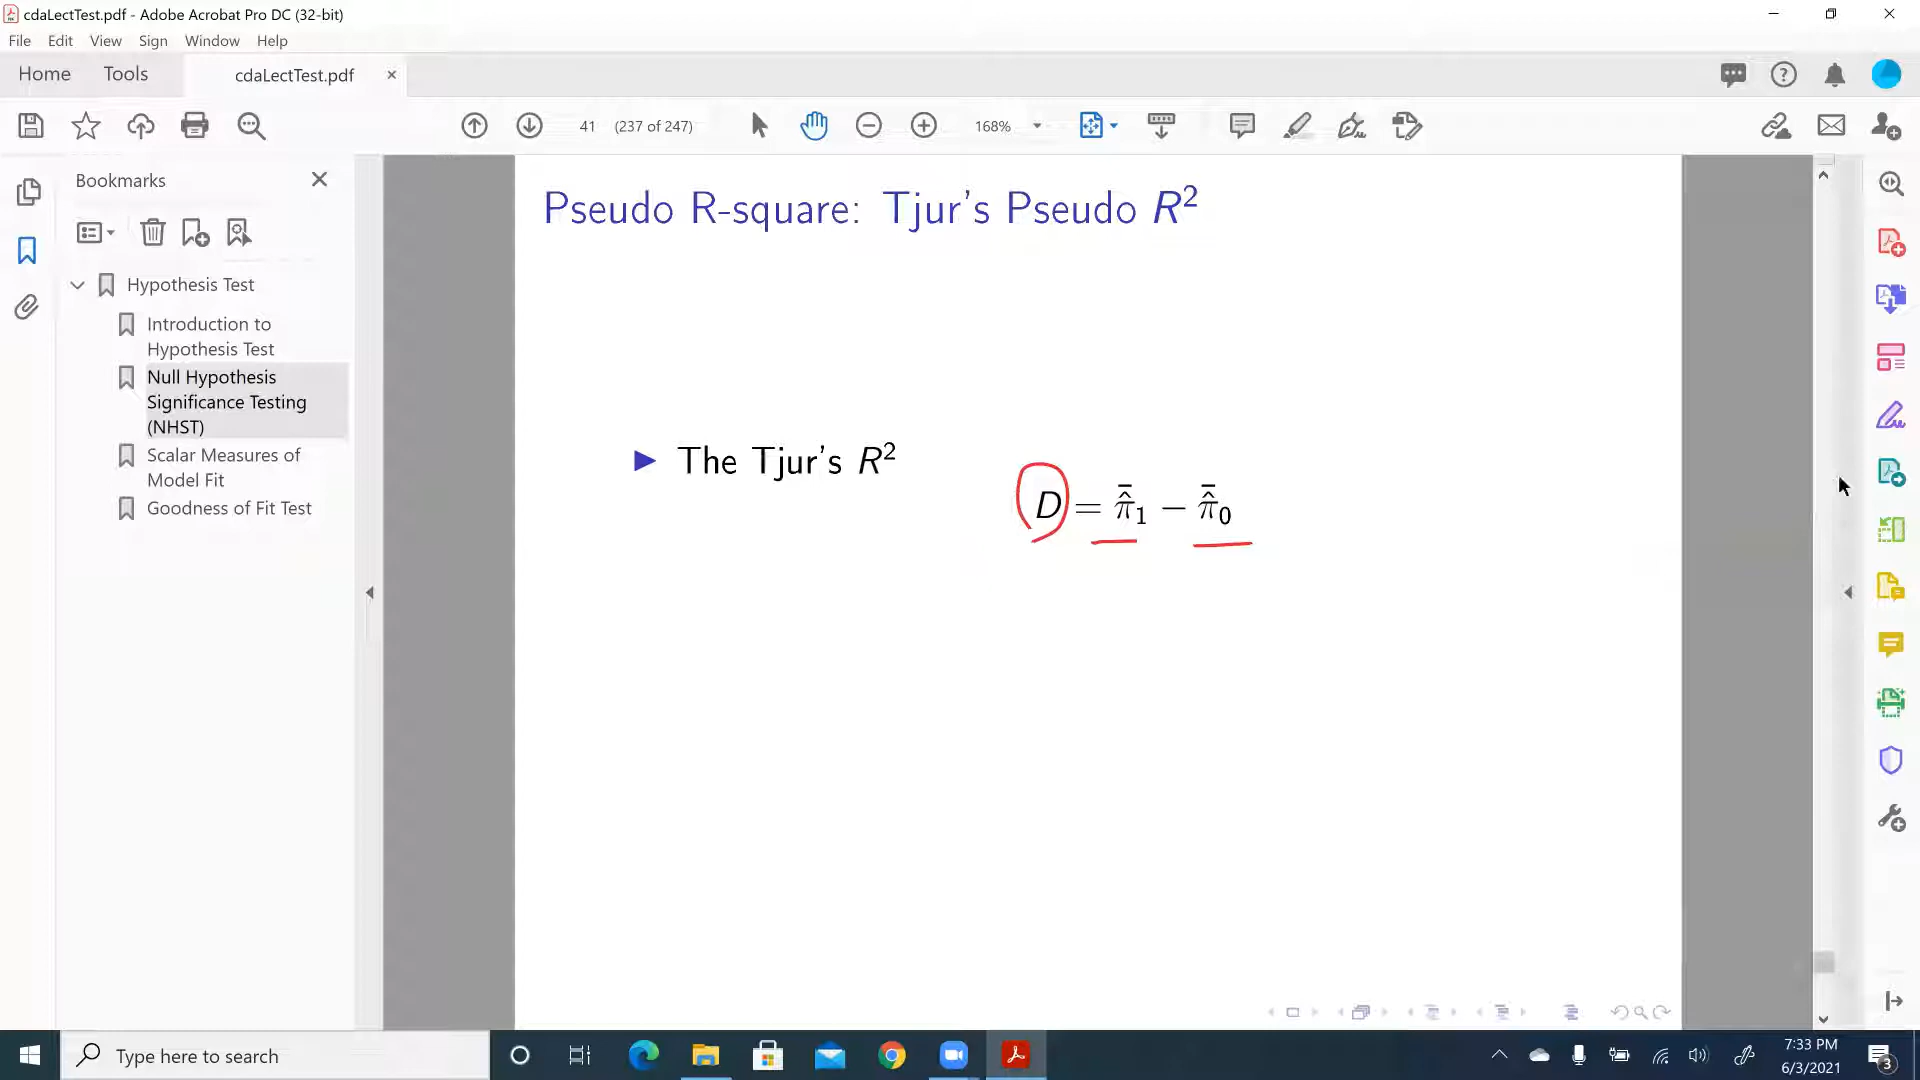 cdaLectTest.pdf - Adobe Acrobat Pro DC (32-bit)
File Edit View Sign Window Help
Home Tools cdaLectTest.pdf
41 (237 of 247) 168%
Bookmarks
Hypothesis Test
Introduction to
Hypothesis Test
Null Hypothesis
Significance Testing
(NHST)
Scalar Measures of
Model Fit
Goodness of Fit Test
Pseudo R-square: Tjur's Pseudo R²
The Tjur's R²
D = π̂̄₁ − π̂̄₀
Type here to search
7:33 PM
6/3/2021
3